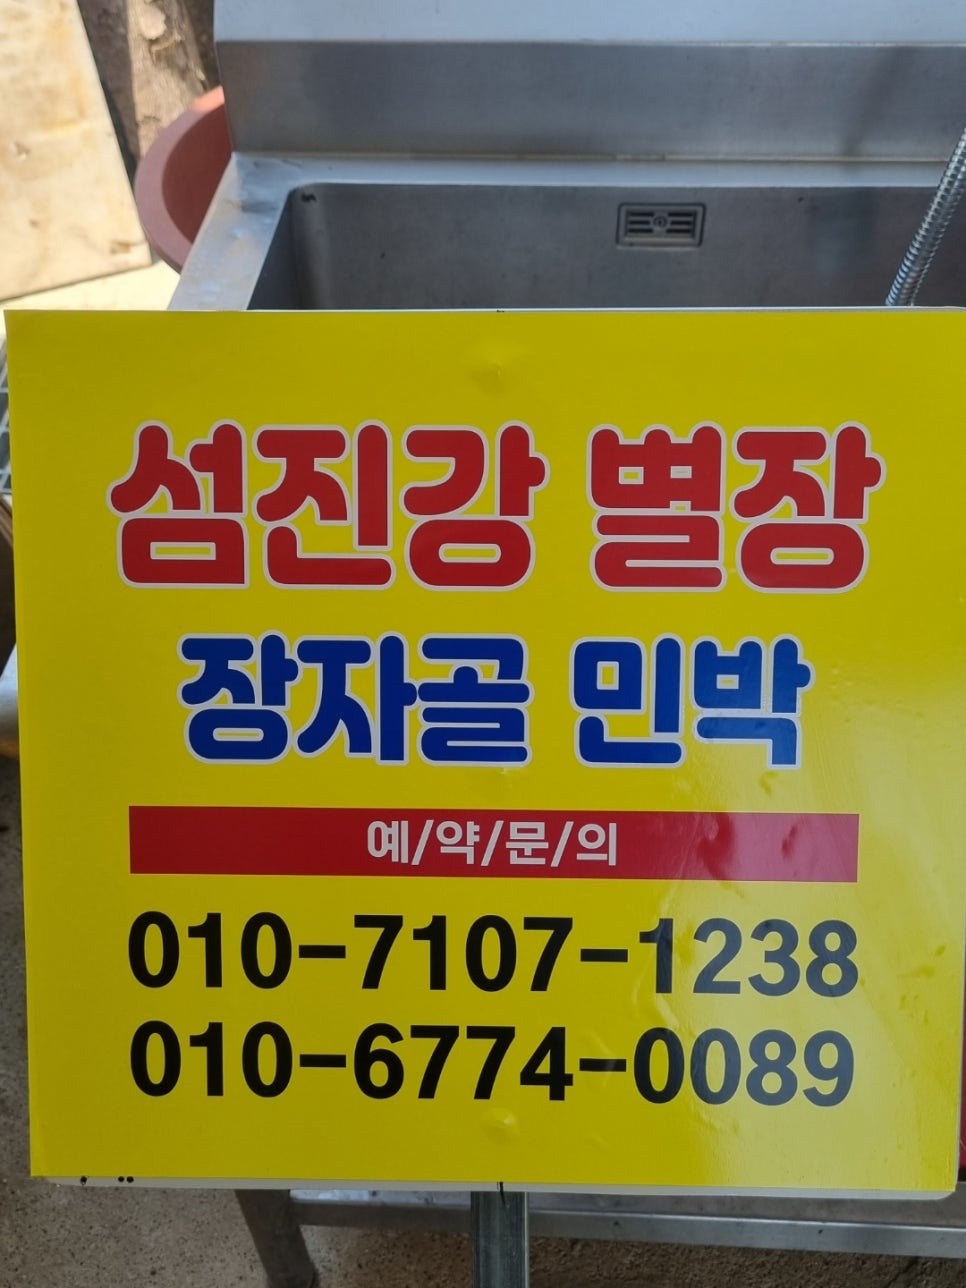 섬진강 별장
장자골 민박
예/약/문/의
010-7107-1238
010-6774-0089